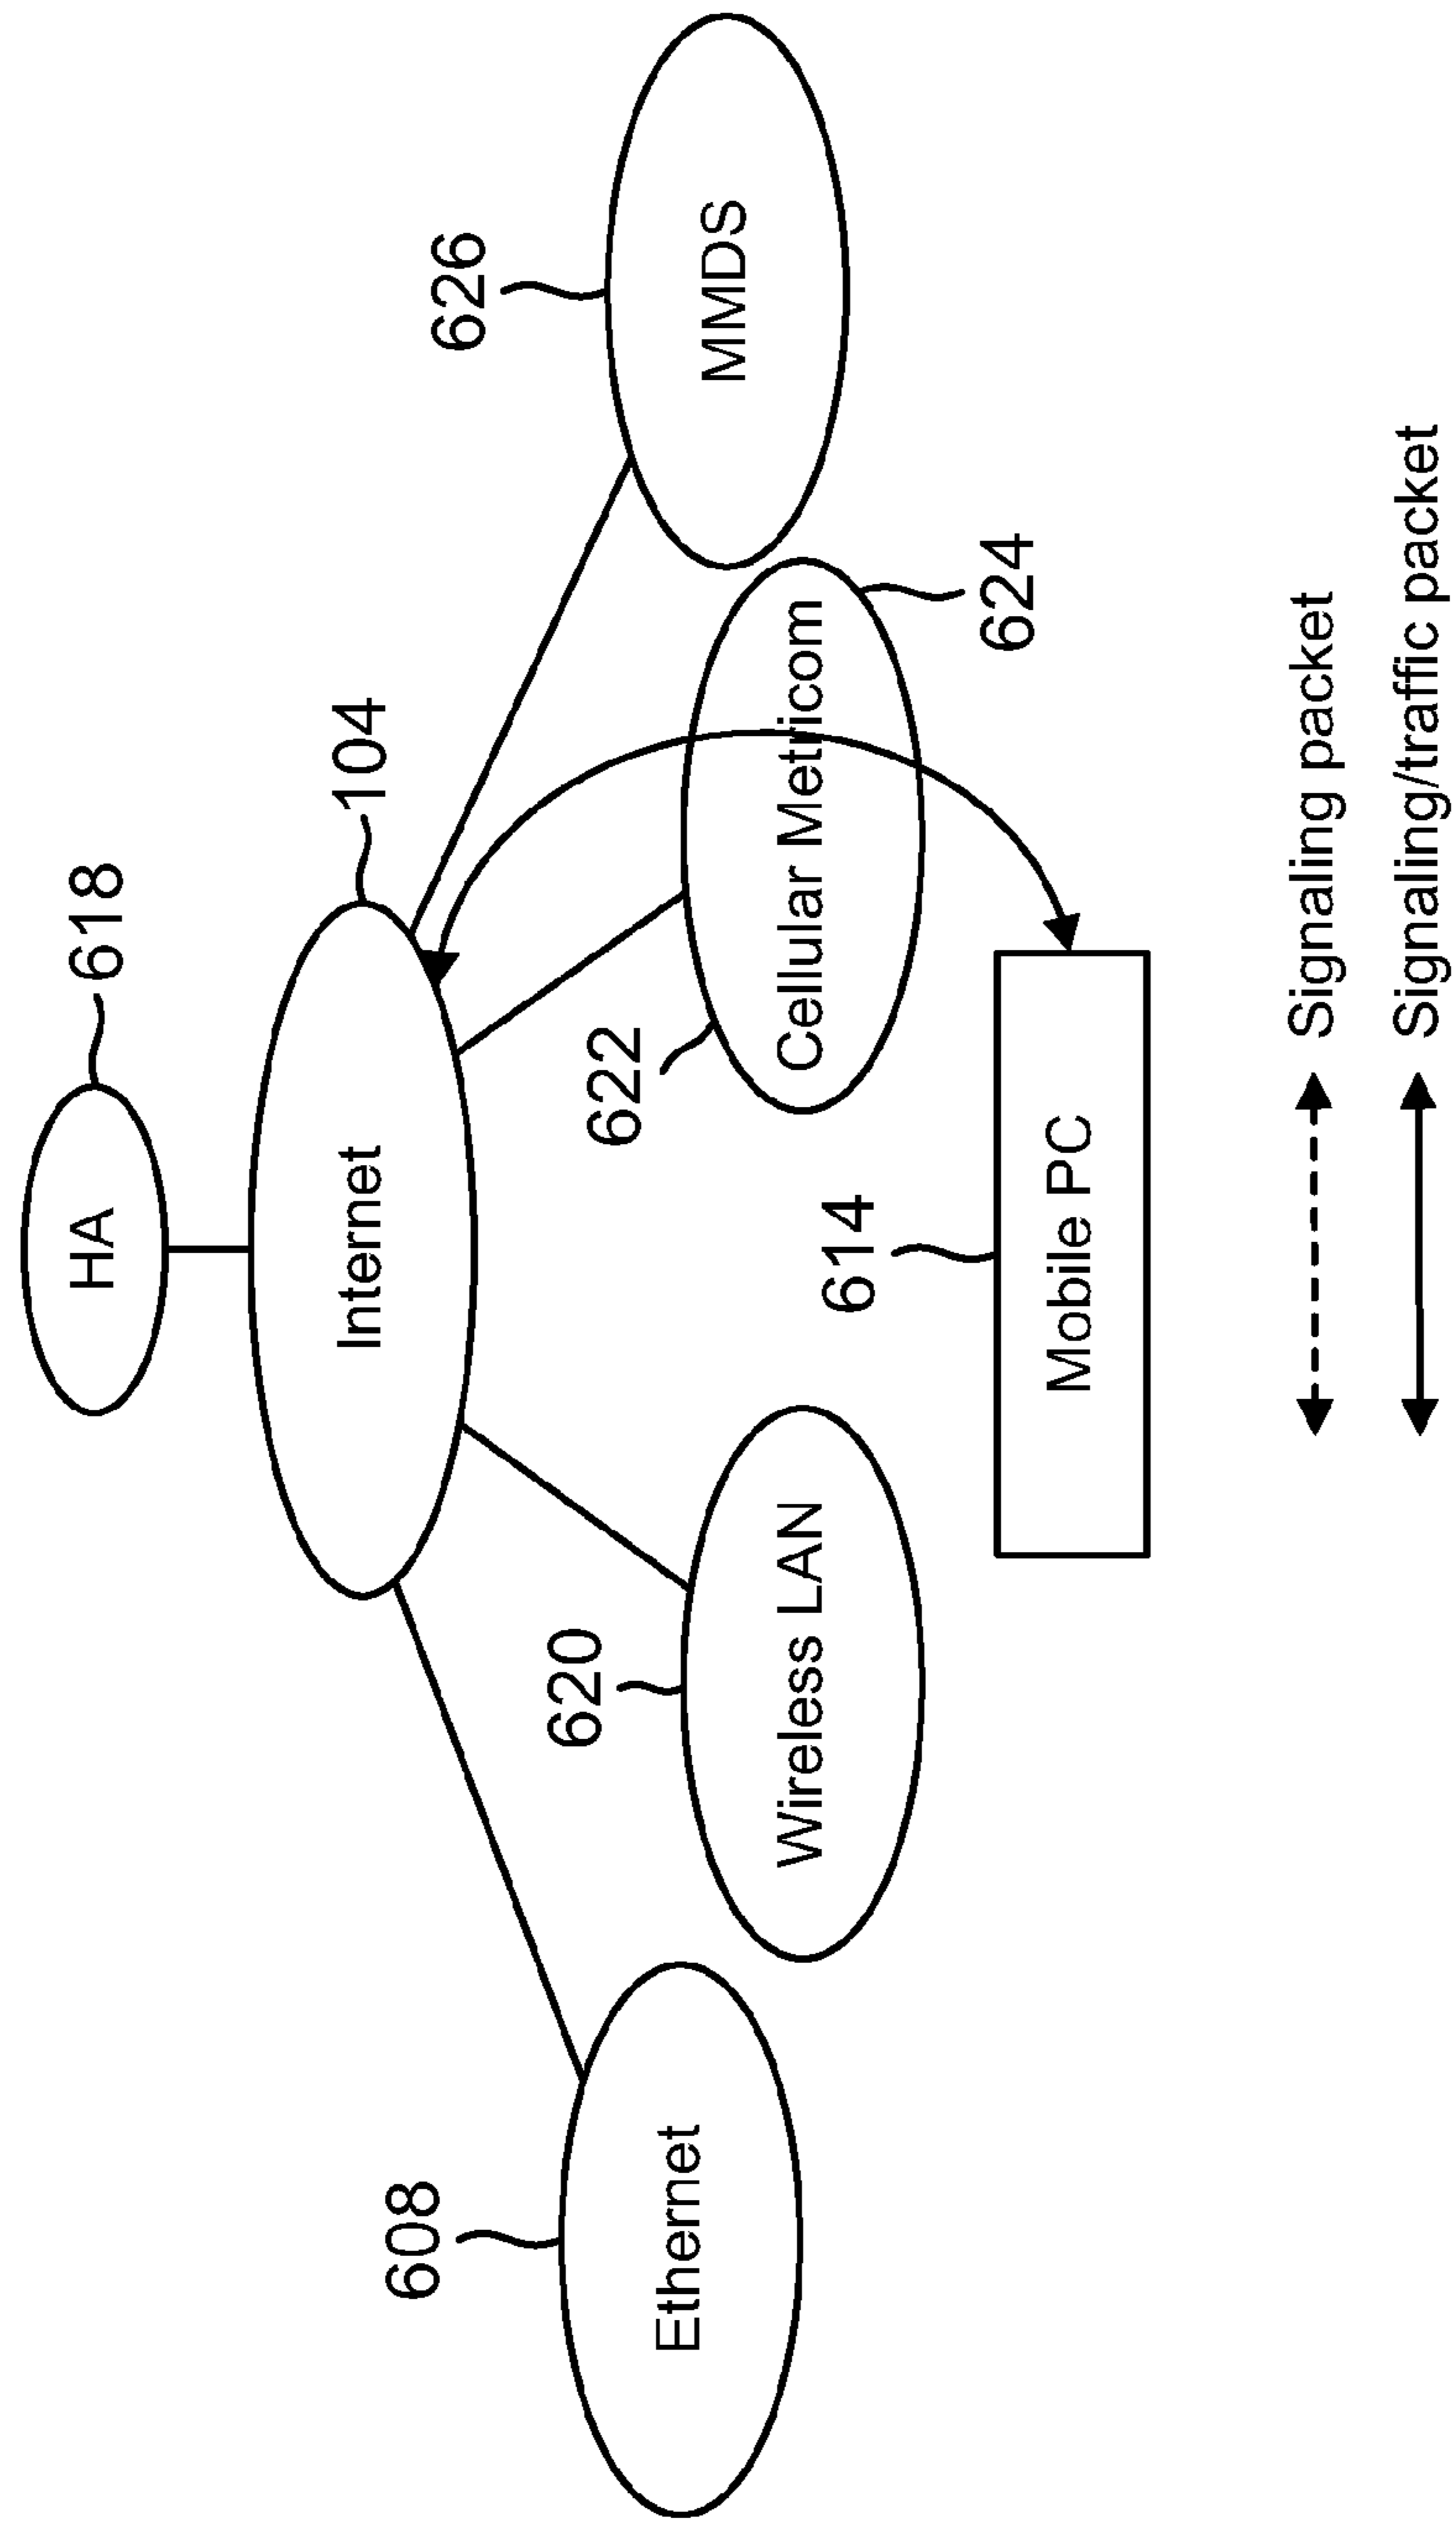 HA
618
Internet
104
Ethernet
608
Wireless LAN
620
Cellular Metricom
622
624
MMDS
626
Mobile PC
614
Signaling packet
Signaling/traffic packet